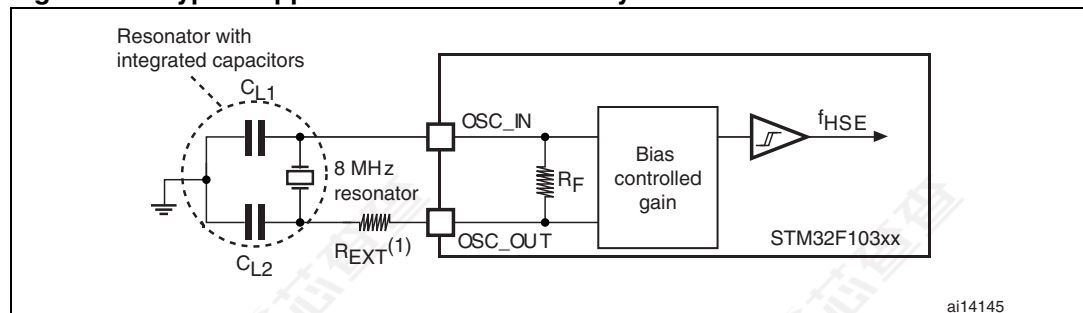 Resonator with
integrated capacitors
CL1
OSC_IN
fHSE
8 MHz
resonator
RF
Bias
controlled
gain
REXT(1)
OSC_OUT
STM32F103xx
CL2
ai14145